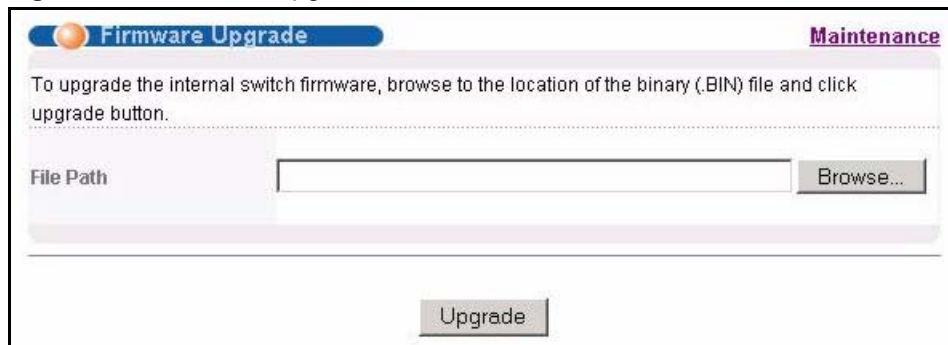 Firmware Upgrade
Maintenance
To upgrade the internal switch firmware, browse to the location of the binary (.BIN) file and click
upgrade button.
File Path
Browse...
Upgrade